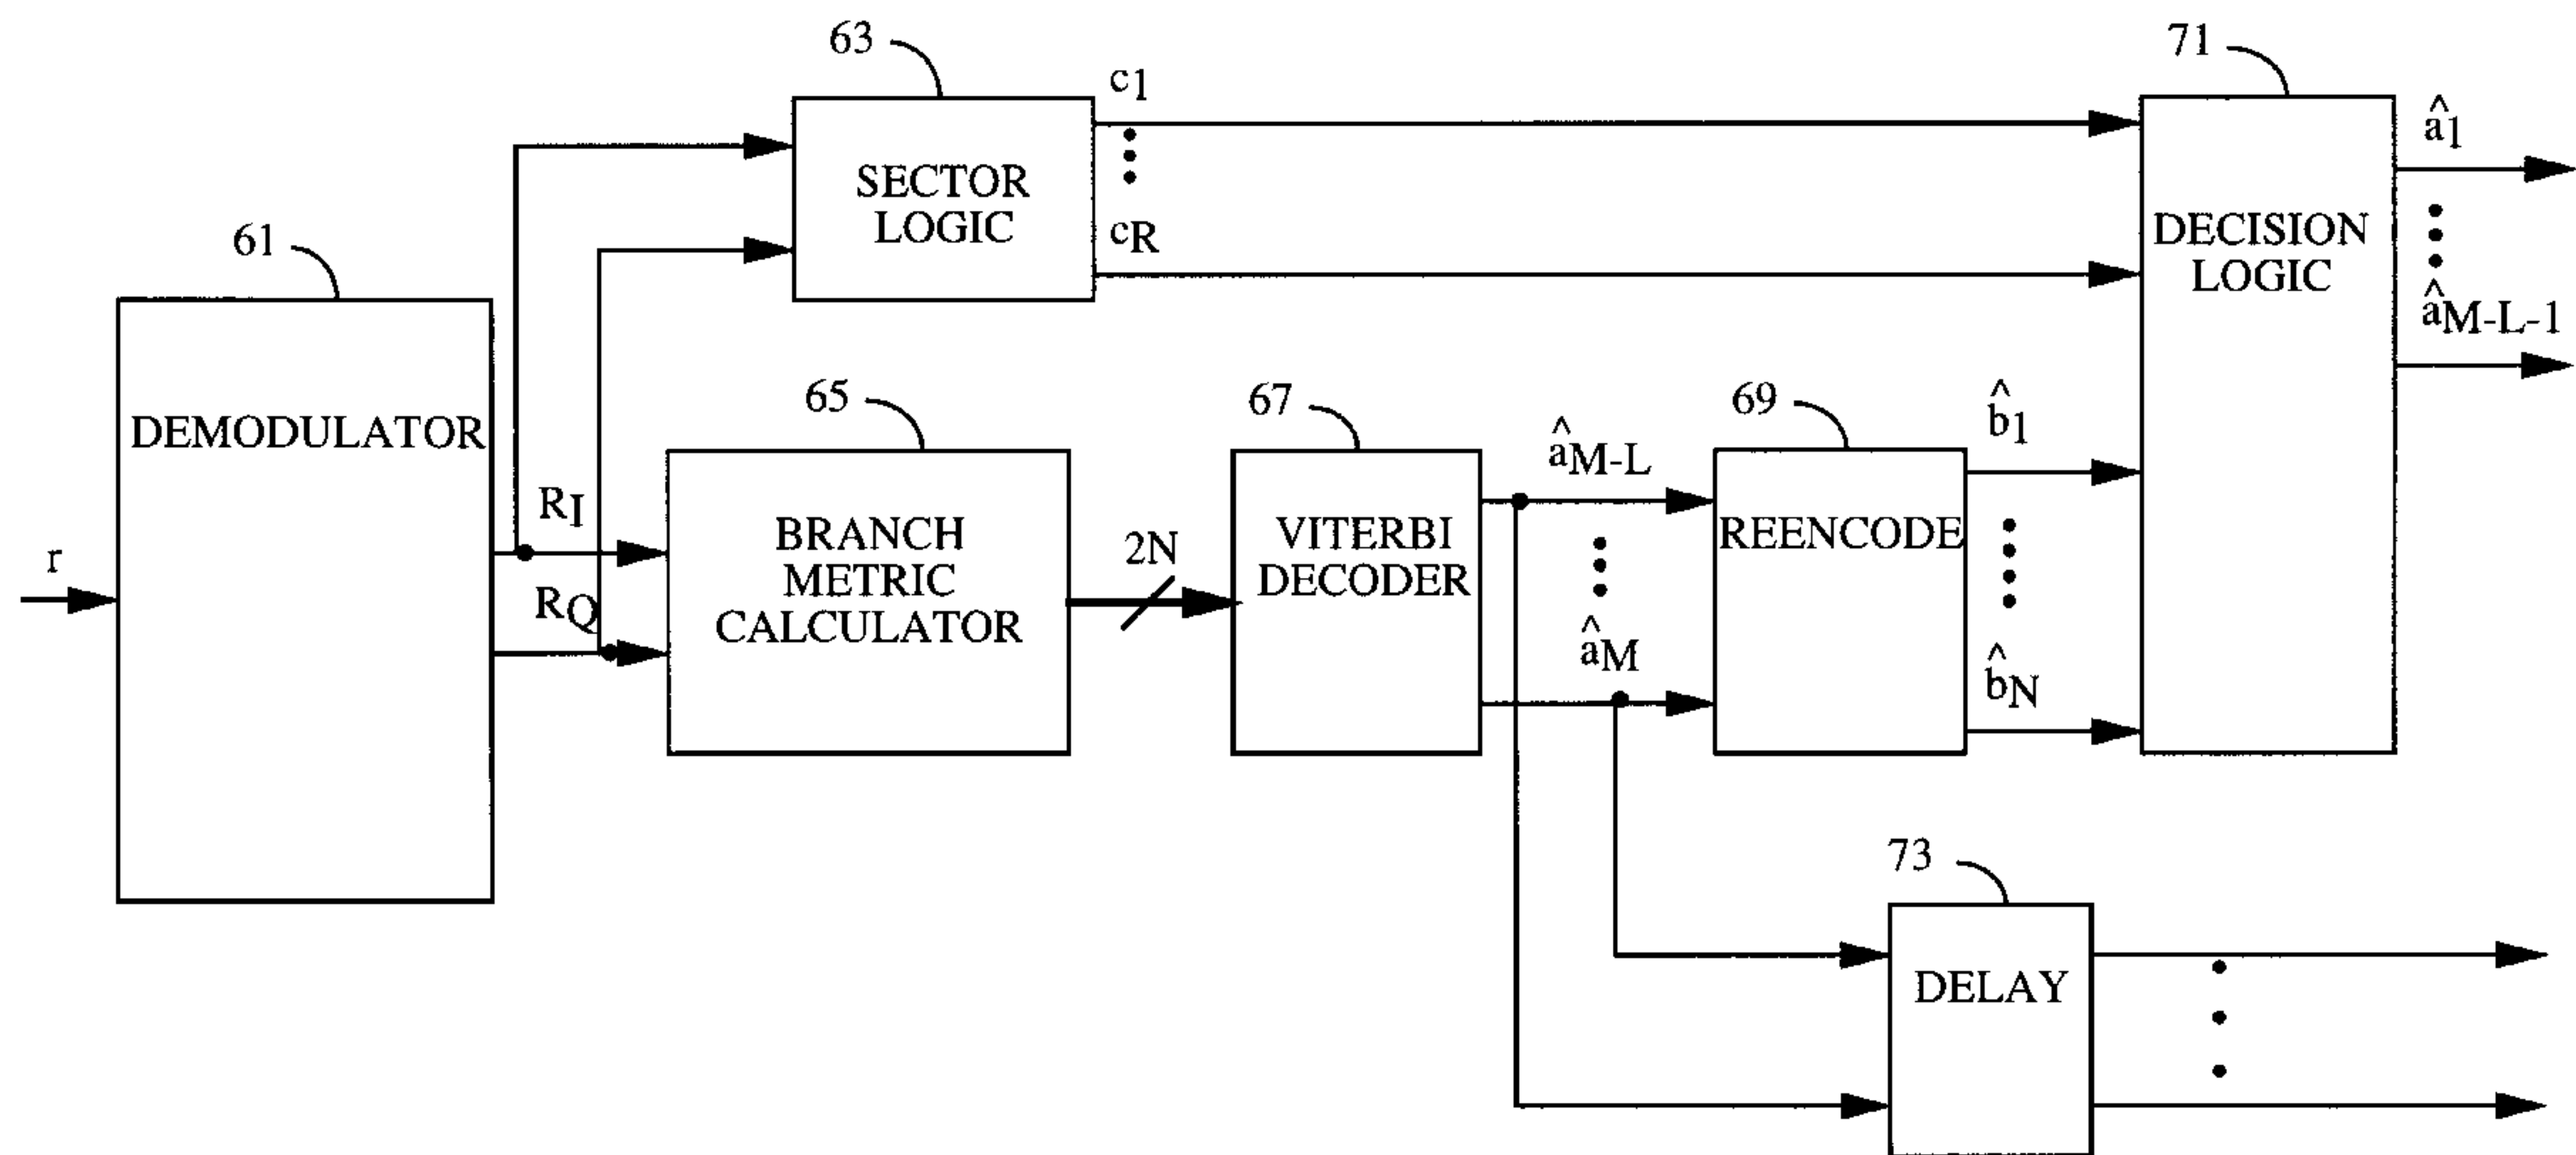 63
71
c1
â1
SECTOR
LOGIC
DECISION
LOGIC
cR
61
âM-L-1
DEMODULATOR
65
67
69
b̂1
âM-L
RI
BRANCH
METRIC
CALCULATOR
2N
VITERBI
DECODER
REENCODE
r
RQ
âM
b̂N
73
DELAY